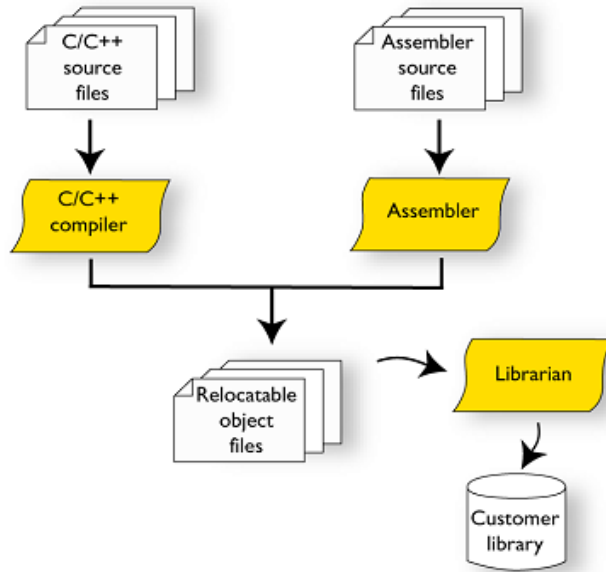 C/C++
source
files
Assembler
source
files
C/C++
compiler
Assembler
Relocatable
object
files
Librarian
Customer
library